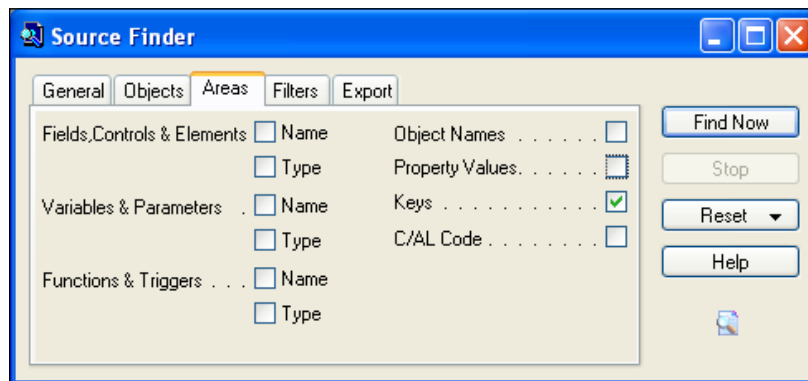 Source Finder
General Objects Areas Filters Export
Fields,Controls & Elements Name
Type
Variables & Parameters . Name
Type
Functions & Triggers . . . Name
Type
Object Names . . . . . .
Property Values. . . . . .
Keys . . . . . . . . . . .
C/AL Code . . . . . . . .
Find Now
Stop
Reset
Help